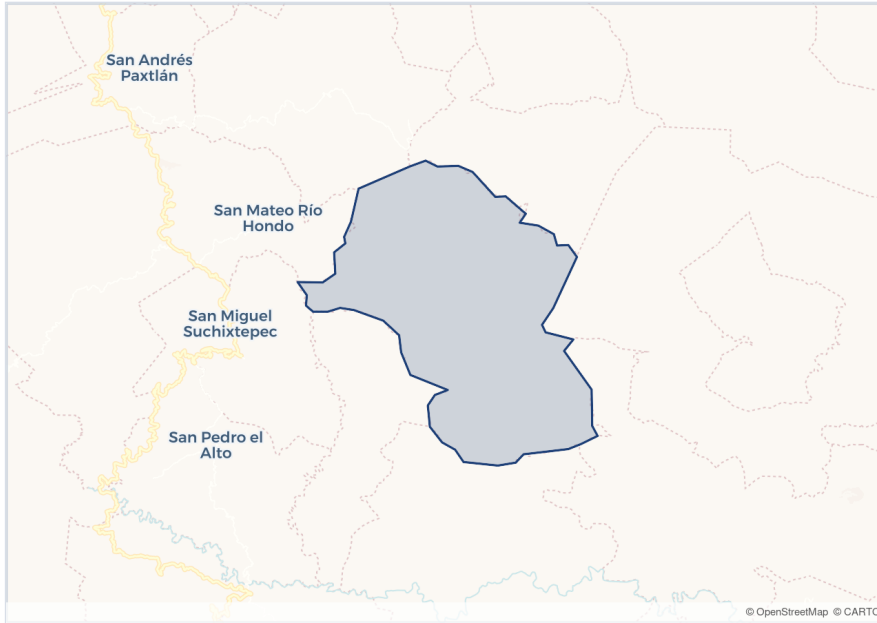 San Andrés
Paxtlán
San Mateo Río
Hondo
San Miguel
Suchixtepec
San Pedro el
Alto
© OpenStreetMap © CARTO